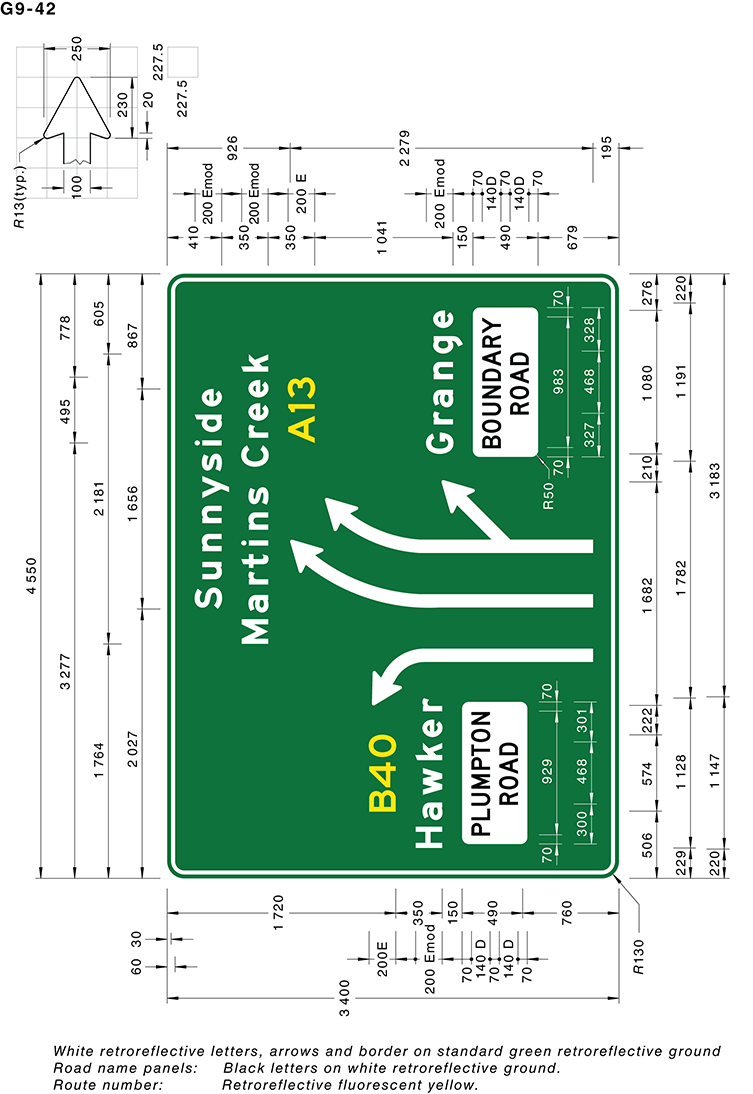 G9-42
250
227.5
227.5
230
20
100
R13(typ.)
926
2 279
195
200 Emod
200 Emod
200 E
200 Emod
70
140D
70
140D
70
410
350
350
1 041
150
490
679
4 550
778
495
3 277
605
2 181
1 764
867
1 656
2 027
Sunnyside
Martins Creek
A13
Grange
BOUNDARY
ROAD
70
983
70
328
468
327
R50
B40
Hawker
PLUMPTON
ROAD
70
929
70
301
468
300
276
1 080
210
1 682
222
574
506
220
1 191
1 782
1 128
229
3 183
1 147
220
1 720
350
150
490
760
30
60
200E
200 Emod
70
140 D
70
140 D
70
R130
3 400
White retroreflective letters, arrows and border on standard green retroreflective ground
Road name panels: Black letters on white retroreflective ground.
Route number: Retroreflective fluorescent yellow.